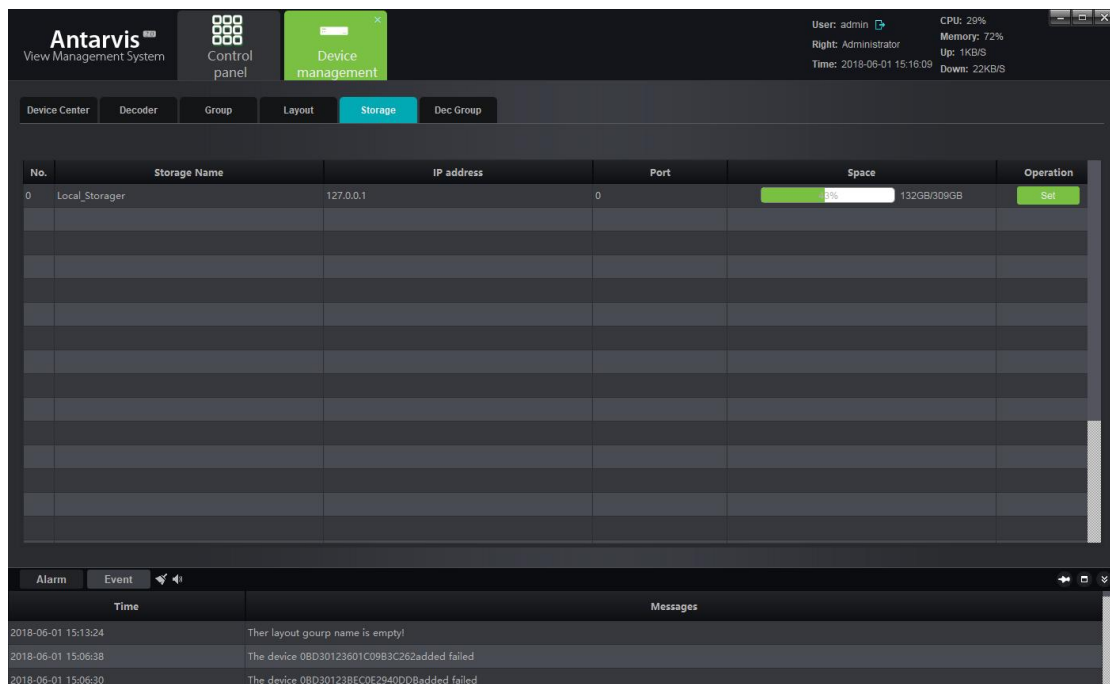 Antarvis 2.0
View Management System
Control
panel
Device
management
User: admin
Right: Administrator
Time: 2018-06-01 15:16:09
CPU: 29%
Memory: 72%
Up: 1KB/S
Down: 22KB/S
Device Center Decoder Group Layout Storage Dec Group
No. Storage Name IP address Port Space Operation
0 Local_Storager 127.0.0.1 0 132GB/309GB Set
Alarm Event
Time Messages
2018-06-01 15:13:24 Ther layout gourp name is empty!
2018-06-01 15:06:38 The device 0BD30123601C09B3C262added failed
2018-06-01 15:06:30 The device 0BD30123BEC0E2940DDBadded failed